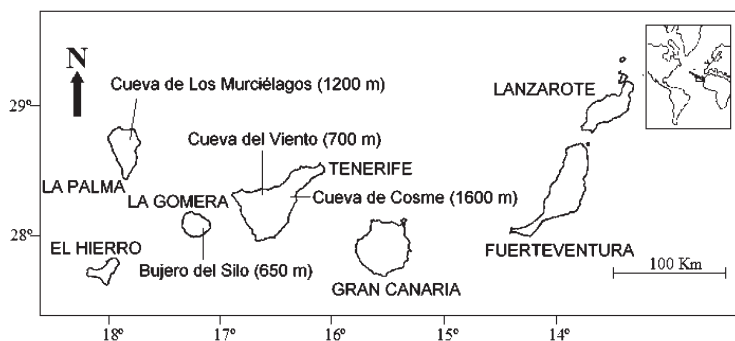 N
Cueva de Los Murciélagos (1200 m)
LANZAROTE
29º
Cueva del Viento (700 m)
TENERIFE
LA PALMA
LA GOMERA
Cueva de Cosme (1600 m)
28º
EL HIERRO
Bujero del Silo (650 m)
FUERTEVENTURA
GRAN CANARIA
100 Km
18º
17º
16º
15º
14º